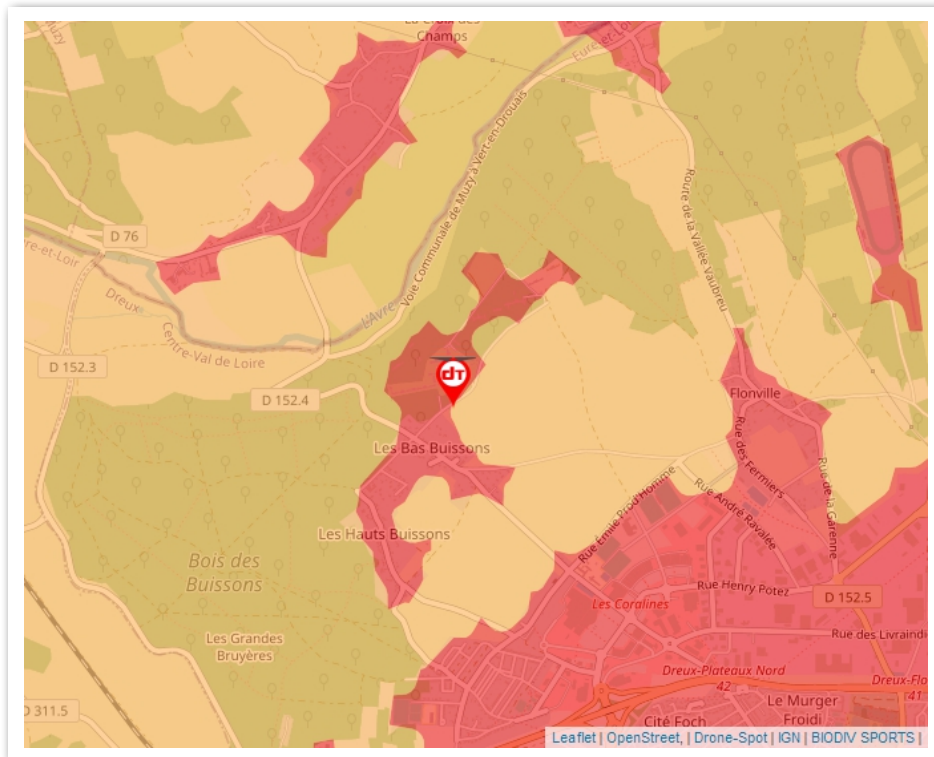 La Croix des
Champs
Muzy
Eure-et-Lo
D 76
Eure-et-Loir
Dreux
Centre-Val de Loire
L'Avre
Voie Communale de Muzy à Vert-en-Drouais
Route de la Vallée Vaubreu
D 152.3
D 152.4
dT
Flonville
Les Bas Buissons
Rue des Fermiers
Rue de la Garenne
Rue André Ravalée
Rue Émile Prod'Homme
Les Hauts Buissons
Bois des
Buissons
Rue Henry Potez
D 152.5
Les Coralines
Rue des Livraindi
Les Grandes
Bruyères
Dreux-Plateaux Nord
42
Dreux-Flo
41
D 311.5
Le Murger
Froidi
Cité Foch
Leaflet | OpenStreet, | Drone-Spot | IGN | BIODIV SPORTS |